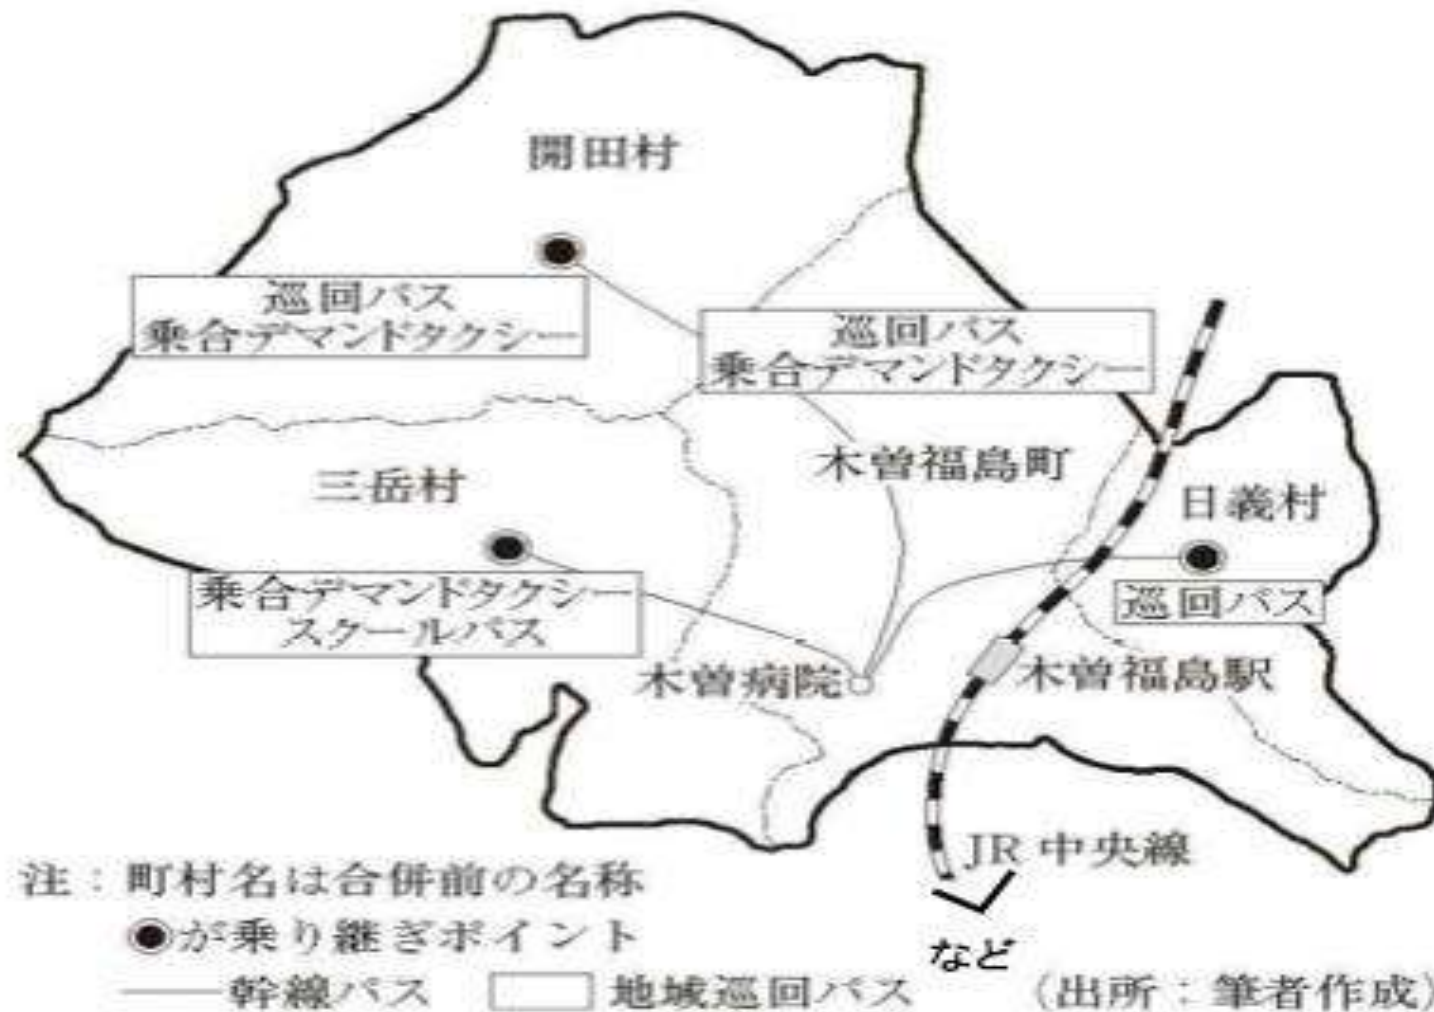 開田村
巡回バス
乗合デマンドタクシー
巡回バス
乗合デマンドタクシー
木曽福島町
三岳村
日義村
乗合デマンドタクシー
スクールバス
巡回バス
木曽病院
木曽福島駅
JR中央線
注：町村名は合併前の名称
が乗り継ぎポイント
など
幹線バス 地域巡回バス (出所：筆者作成)